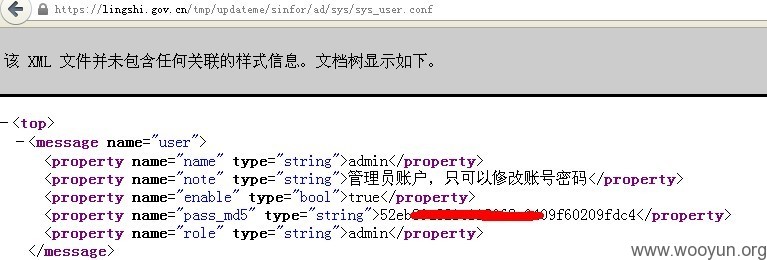 https://lingshi.gov.cn/tmp/updateme/sinfor/ad/sys/sys_user.conf
该 XML 文件并未包含任何关联的样式信息。文档树显示如下。
-<top>
-<message name="user">
<property name="name" type="string">admin</property>
<property name="note" type="string">管理员账户，只可以修改账号密码</property>
<property name="enable" type="bool">true</property>
<property name="pass_md5" type="string">52eb 09f60209fdc4</property>
<property name="role" type="string">admin</property>
</message>
www.wooyun.org